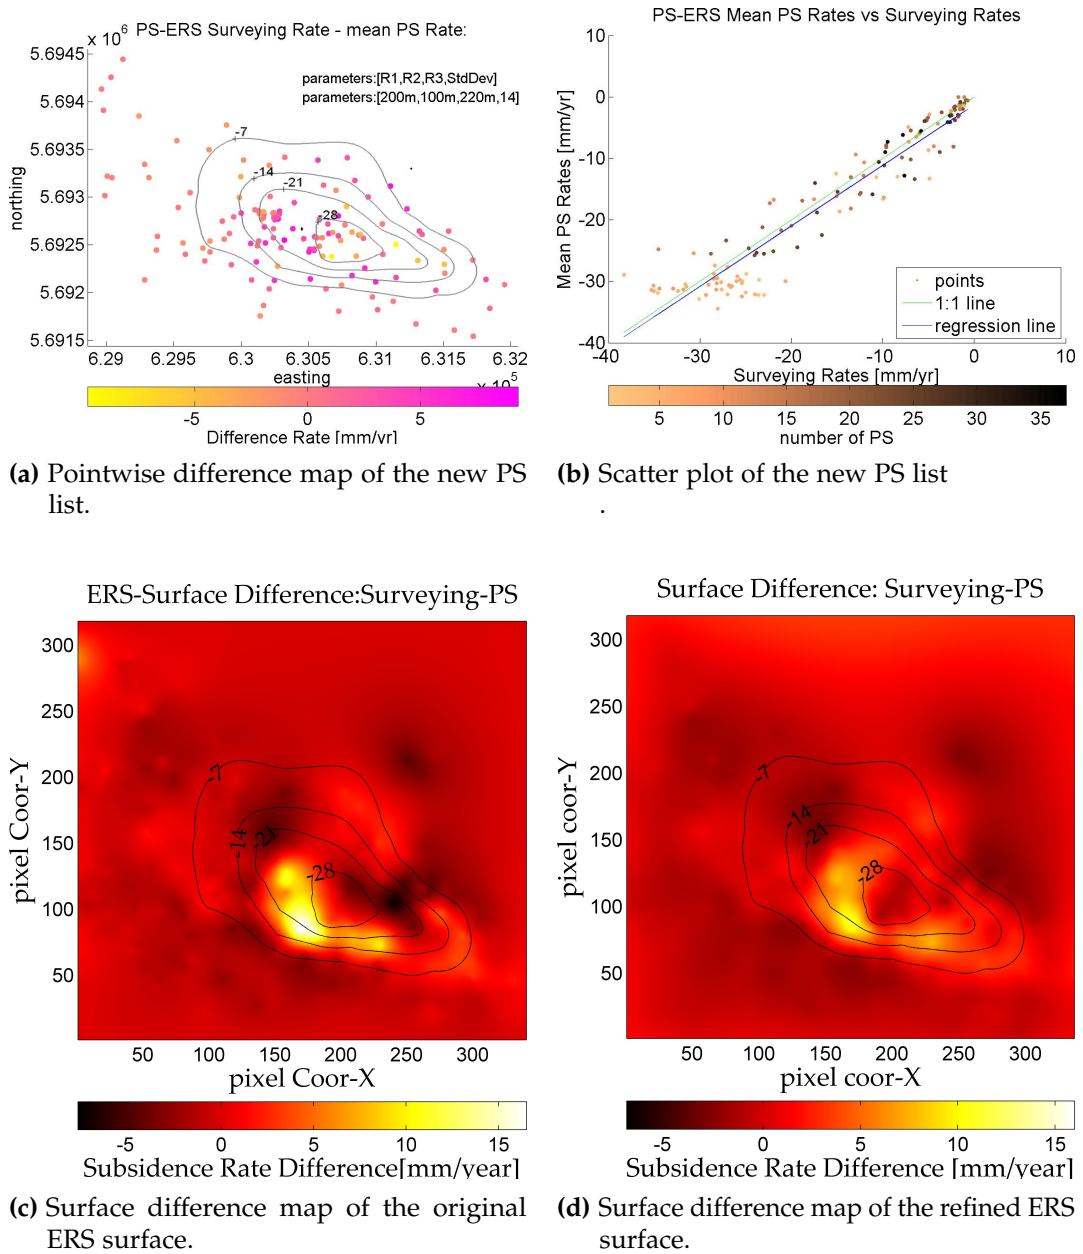 PS-ERS Surveying Rate - mean PS Rate:
x 10^6
parameters:[R1,R2,R3,StdDev]
parameters:[200m,100m,220m,14]
5.6945
5.694
5.6935
5.693
5.6925
5.692
5.6915
northing
-7
-14
-21
-28
6.29 6.295 6.3 6.305 6.31 6.315 6.32
easting
x 10^5
-5 0 5
Difference Rate [mm/yr]
PS-ERS Mean PS Rates vs Surveying Rates
10
0
-10
-20
-30
-40
Mean PS Rates [mm/yr]
points
1:1 line
regression line
-40 -30 -20 -10 0 10
Surveying Rates [mm/yr]
5 10 15 20 25 30 35
number of PS
(a) Pointwise difference map of the new PS
list.
(b) Scatter plot of the new PS list
.
ERS-Surface Difference:Surveying-PS
300
250
200
150
100
50
pixel Coor-Y
-7
-14
-21
-28
50 100 150 200 250 300
pixel Coor-X
-5 0 5 10 15
Subsidence Rate Difference[mm/year]
Surface Difference: Surveying-PS
300
250
200
150
100
50
pixel coor-Y
-7
-14
-21
-28
50 100 150 200 250 300
pixel coor-X
-5 0 5 10 15
Subsidence Rate Difference [mm/year]
(c) Surface difference map of the original
ERS surface.
(d) Surface difference map of the refined ERS
surface.